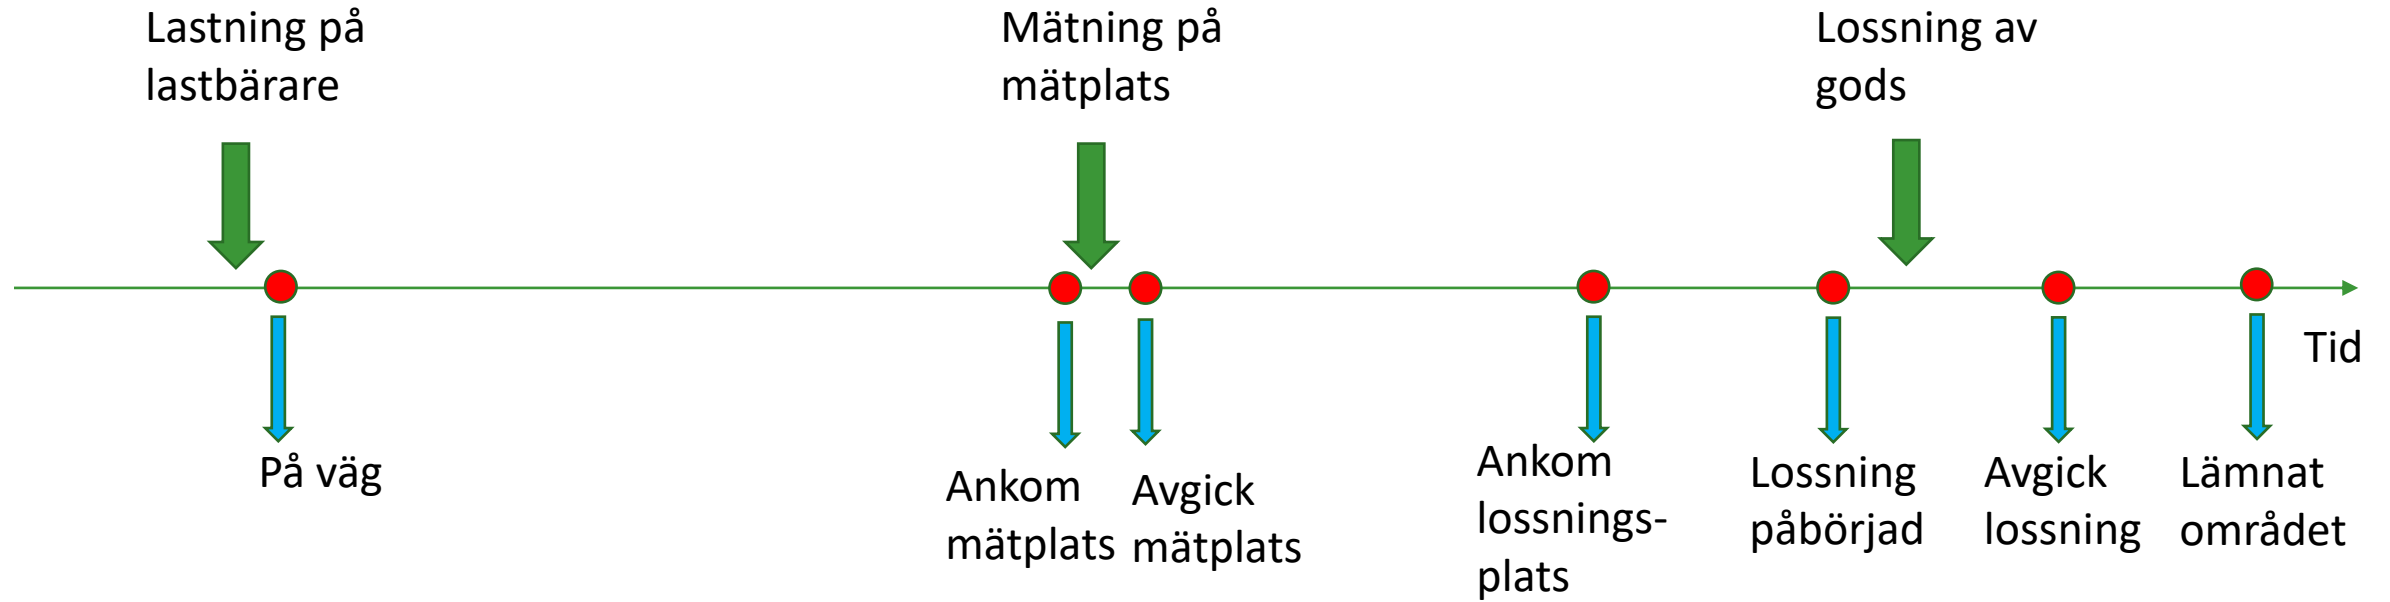 Lastning på
lastbärare
Mätning på
mätplats
Lossning av
gods
Tid
På väg
Ankom
mätplats
Avgick
mätplats
Ankom
lossnings-
plats
Lossning
påbörjad
Avgick
lossning
Lämnat
området